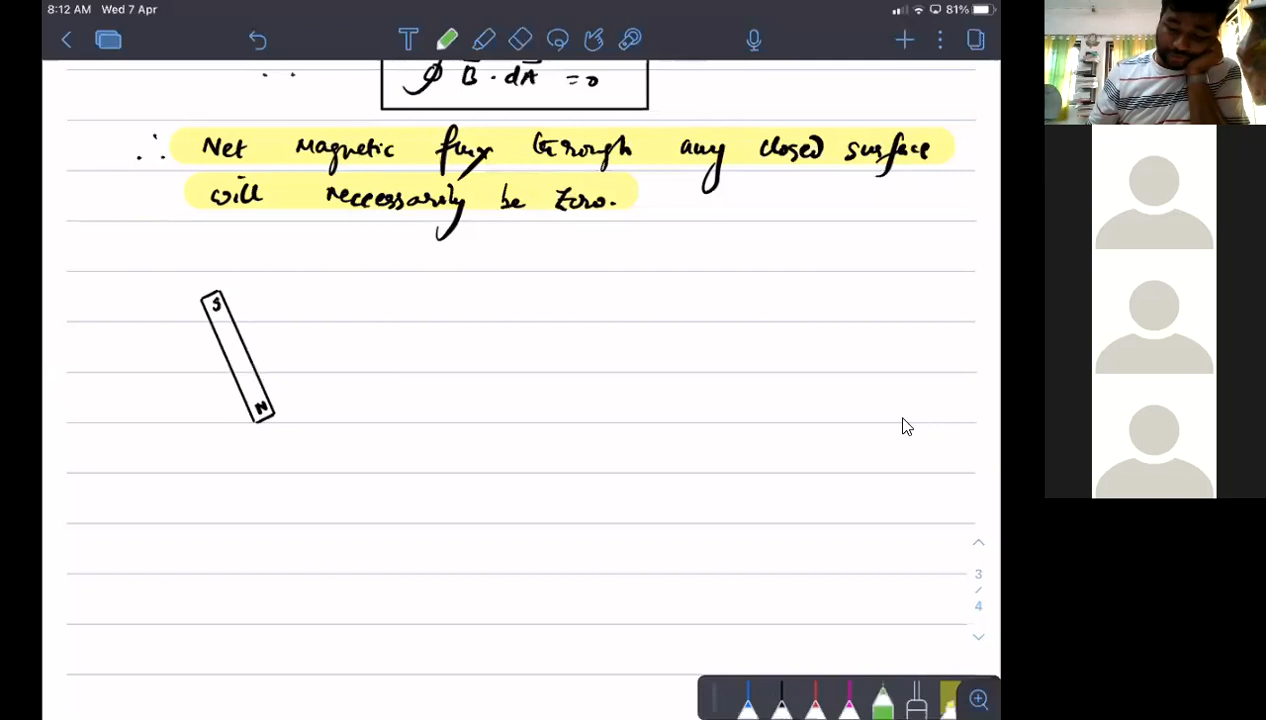 8:12 AM Wed 7 Apr
81%
T
∮ B · dA = 0
∴ Net Magnetic flux through any closed surface
will neccessarily be zero.
S
N
3
/
4